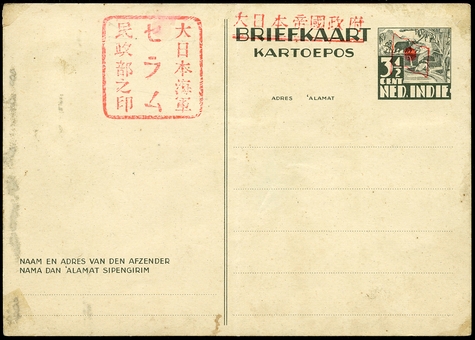 大日本海軍
セラム
民政部之印
大日本帝國政府
BRIEFKAART
KARTOEPOS
3½
CENT
NED. INDIE
ADRES 'ALAMAT
NAAM EN ADRES VAN DEN AFZENDER
NAMA DAN 'ALAMAT SIPENGIRIM